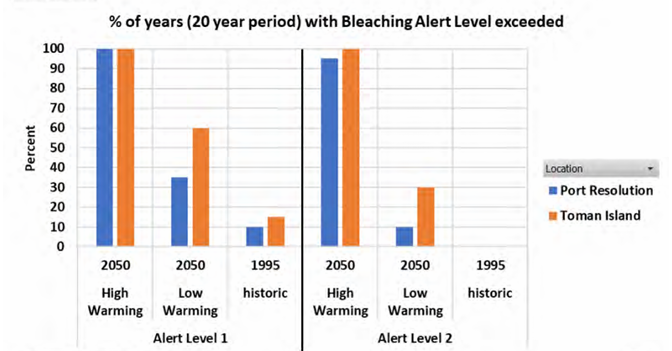 % of years (20 year period) with Bleaching Alert Level exceeded
100
90
80
70
60
50
40
30
20
10
0
Percent
2050 2050 1995 2050 2050 1995
High Low historic High Low historic
Warming Warming Warming Warming
Alert Level 1 Alert Level 2
Location
Port Resolution
Toman Island